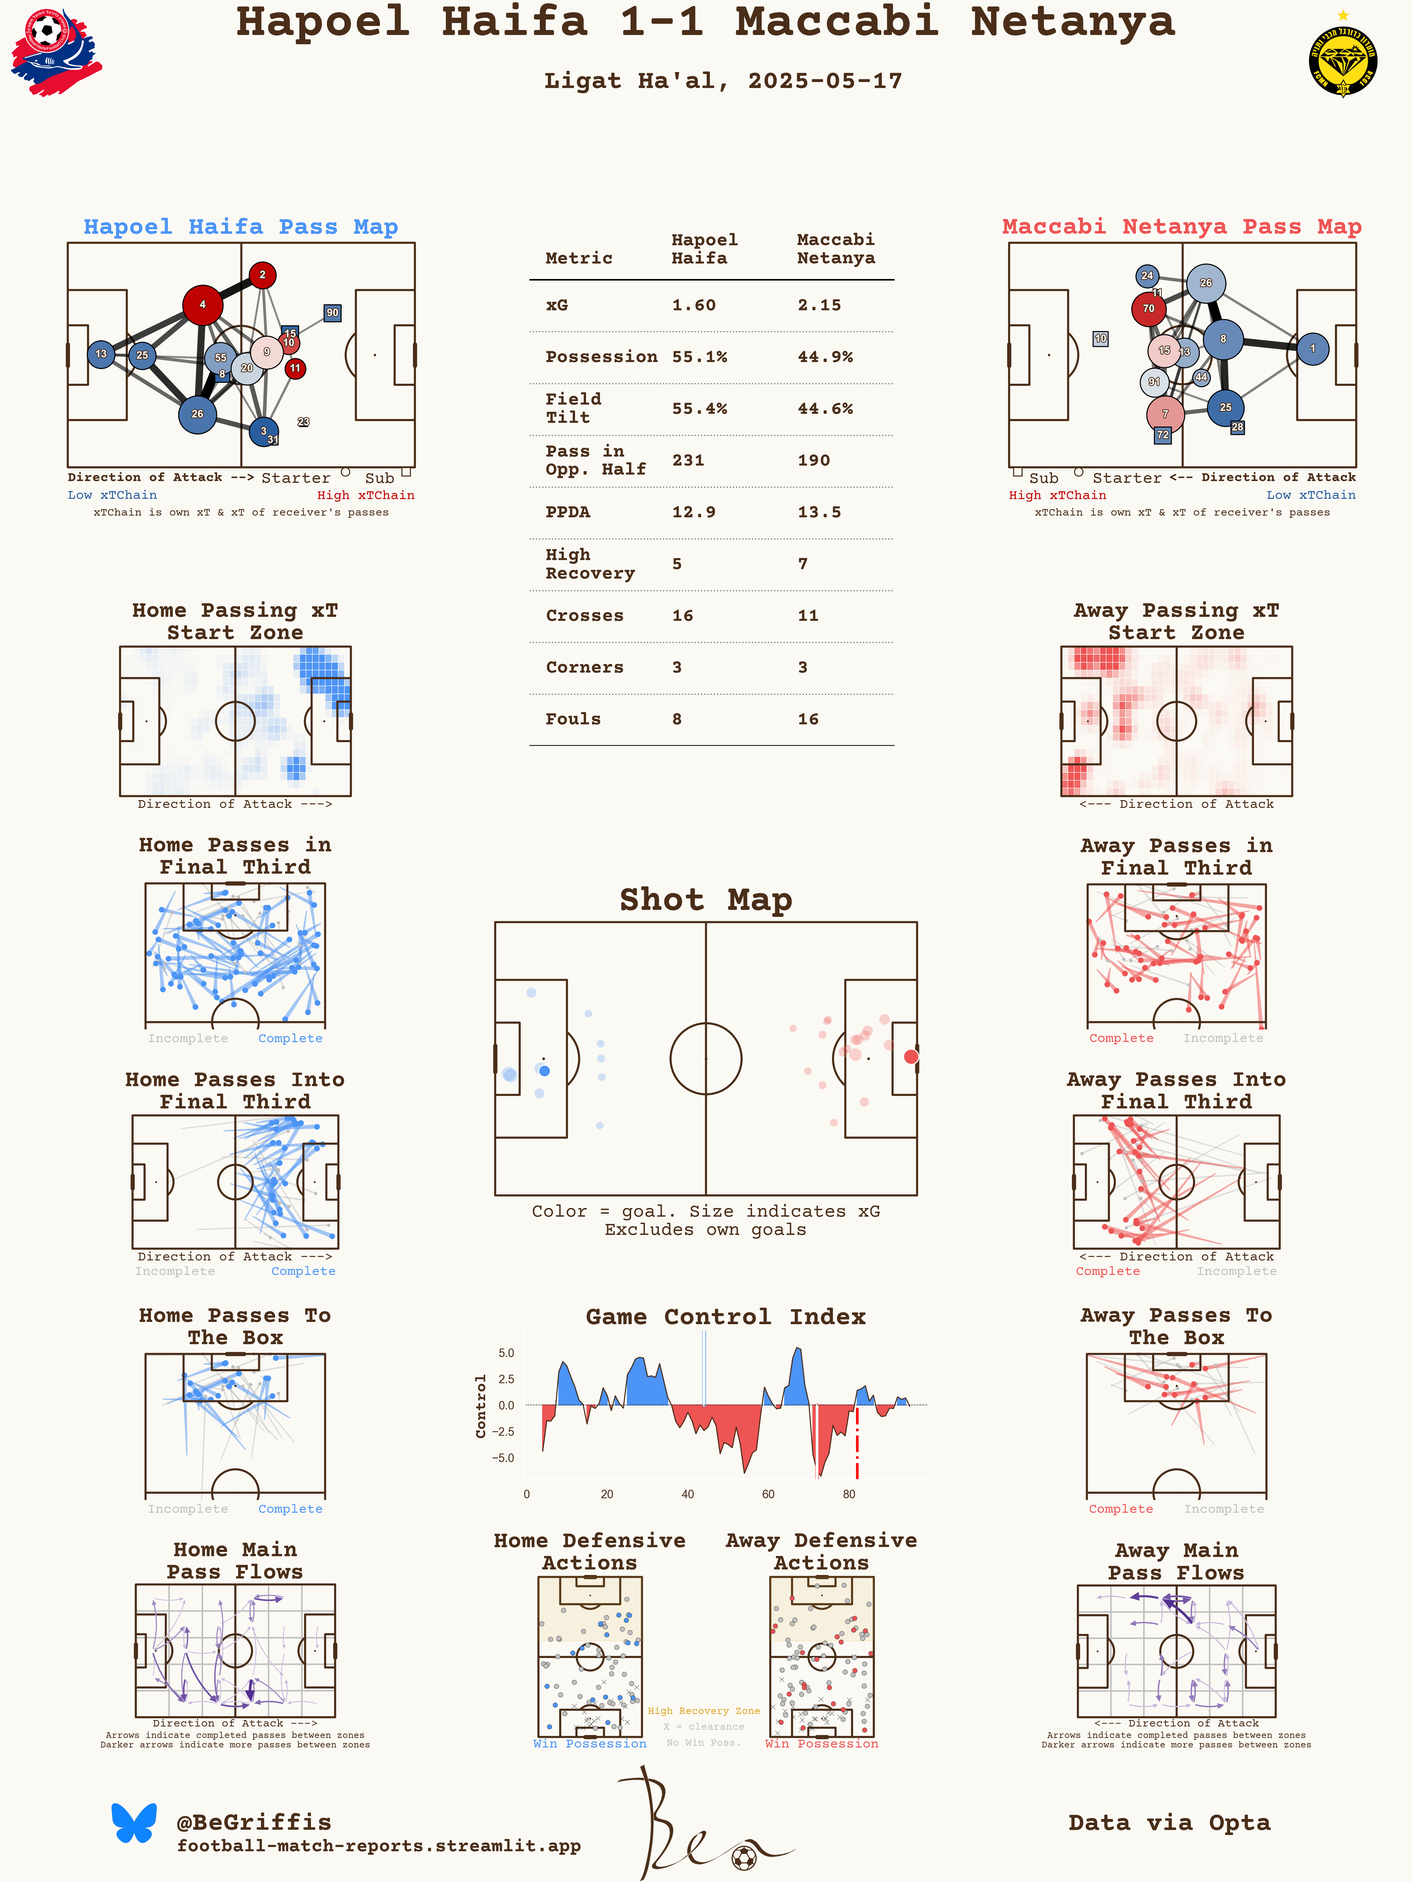 Hapoel Haifa 1-1 Maccabi Netanya
Ligat Ha'al, 2025-05-17
Hapoel Haifa Pass Map
2
4
90
15
10
13
25
55
9
8
20
11
26
3
31
23
Direction of Attack --> Starter Sub
Low xTChain High xTChain
xTChain is own xT & xT of receiver's passes
Metric Hapoel Haifa Maccabi Netanya
xG 1.60 2.15
Possession 55.1% 44.9%
Field Tilt 55.4% 44.6%
Pass in Opp. Half 231 190
PPDA 12.9 13.5
High Recovery 5 7
Crosses 16 11
Corners 3 3
Fouls 8 16
Maccabi Netanya Pass Map
24
26
11
70
10
8
15
13
1
44
91
7
25
28
72
Sub Starter <-- Direction of Attack
High xTChain Low xTChain
xTChain is own xT & xT of receiver's passes
Home Passing xT
Start Zone
Direction of Attack --->
Away Passing xT
Start Zone
<--- Direction of Attack
Home Passes in
Final Third
Incomplete Complete
Away Passes in
Final Third
Complete Incomplete
Shot Map
Color = goal. Size indicates xG
Excludes own goals
Home Passes Into
Final Third
Direction of Attack --->
Incomplete Complete
Away Passes Into
Final Third
<--- Direction of Attack
Complete Incomplete
Home Passes To
The Box
Incomplete Complete
Game Control Index
Control
5.0
2.5
0.0
−2.5
−5.0
0 20 40 60 80
Away Passes To
The Box
Complete Incomplete
Home Main
Pass Flows
Direction of Attack --->
Arrows indicate completed passes between zones
Darker arrows indicate more passes between zones
Home Defensive
Actions
Win Possession
High Recovery Zone
X = clearance
No Win Poss.
Away Defensive
Actions
Win Possession
Away Main
Pass Flows
<--- Direction of Attack
Arrows indicate completed passes between zones
Darker arrows indicate more passes between zones
@BeGriffis
football-match-reports.streamlit.app
Ben
Data via Opta